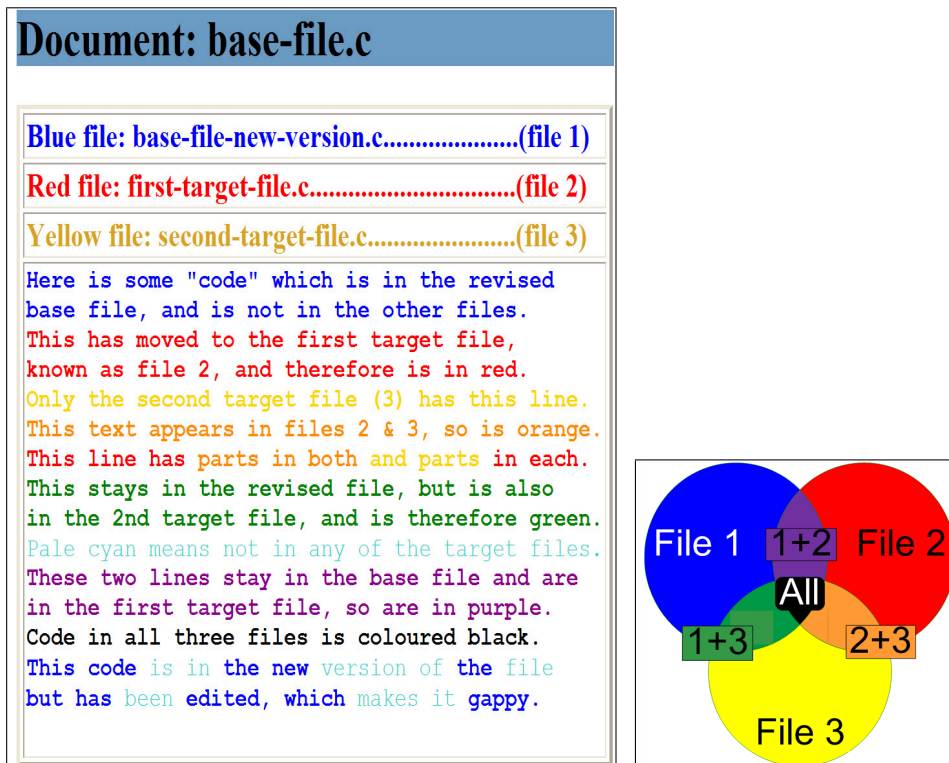 Document: base-file.c
Blue file: base-file-new-version.c.....................(file 1)
Red file: first-target-file.c................................(file 2)
Yellow file: second-target-file.c.......................(file 3)
Here is some "code" which is in the revised
base file, and is not in the other files.
This has moved to the first target file,
known as file 2, and therefore is in red.
Only the second target file (3) has this line.
This text appears in files 2 & 3, so is orange.
This line has parts in both and parts in each.
This stays in the revised file, but is also
in the 2nd target file, and is therefore green.
Pale cyan means not in any of the target files.
These two lines stay in the base file and are
in the first target file, so are in purple.
Code in all three files is coloured black.
This code is in the new version of the file
but has been edited, which makes it gappy.
File 1
1+2
File 2
All
1+3
2+3
File 3